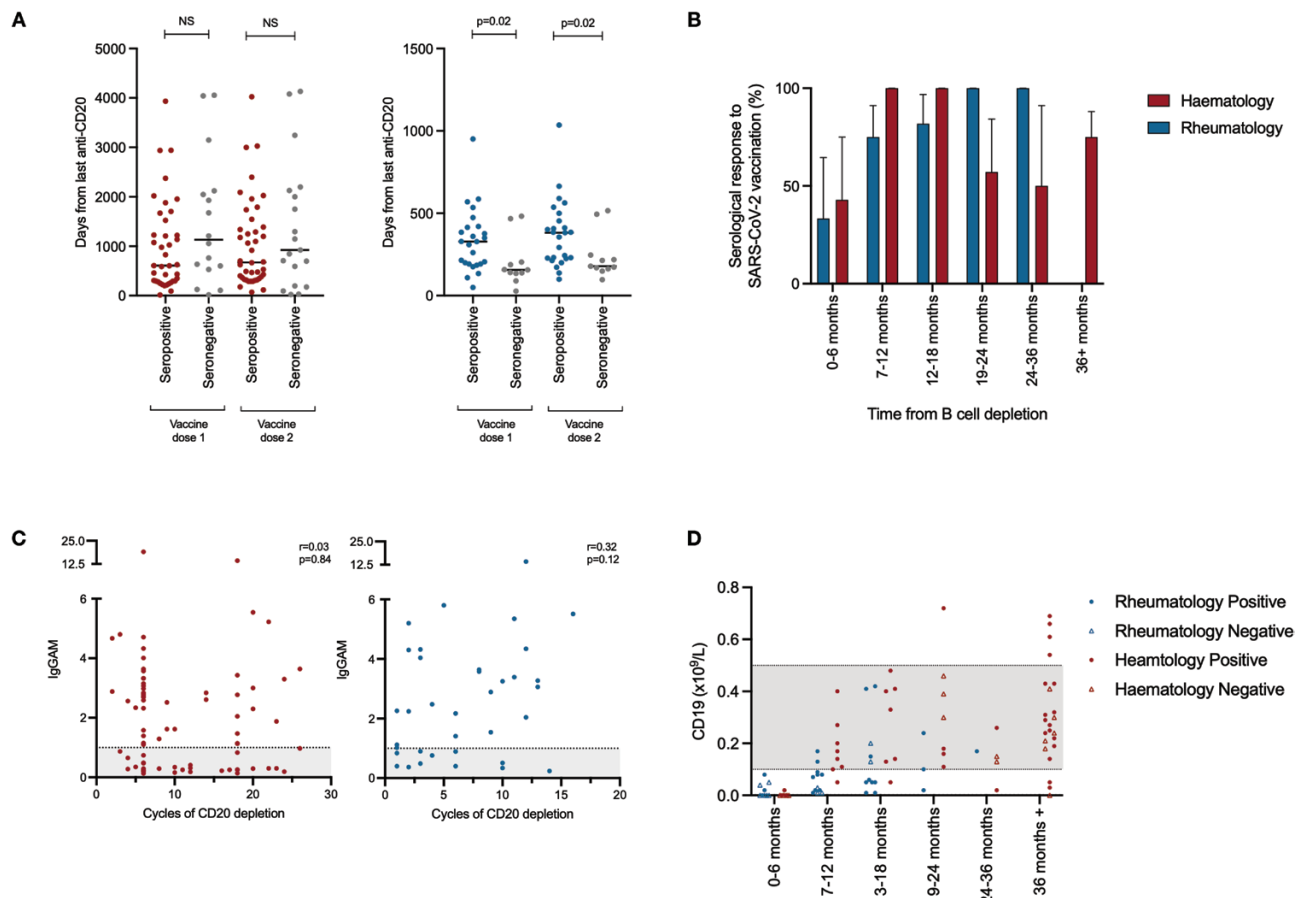 A
NS
NS
Days from last anti-CD20
5000
4000
3000
2000
1000
0
Seropositive
Seronegative
Seropositive
Seronegative
Vaccine
dose 1
Vaccine
dose 2
p=0.02
p=0.02
Days from last anti-CD20
1500
1000
500
0
Seropositive
Seronegative
Seropositive
Seronegative
Vaccine
dose 1
Vaccine
dose 2
B
Serological response to
SARS-CoV-2 vaccination (%)
100
50
0
0-6 months
7-12 months
12-18 months
19-24 months
24-36 months
36+ months
Time from B cell depletion
Haematology
Rheumatology
C
IgGAM
25.0
12.5
6
4
2
0
r=0.03
p=0.84
0
10
20
30
Cycles of CD20 depletion
IgGAM
25.0
12.5
6
4
2
0
r=0.32
p=0.12
0
5
10
15
20
Cycles of CD20 depletion
D
CD19 (x10⁹/L)
0.8
0.6
0.4
0.2
0.0
0-6 months
7-12 months
3-18 months
9-24 months
24-36 months
36 months +
Rheumatology Positive
Rheumatology Negative
Heamtology Positive
Haematology Negative